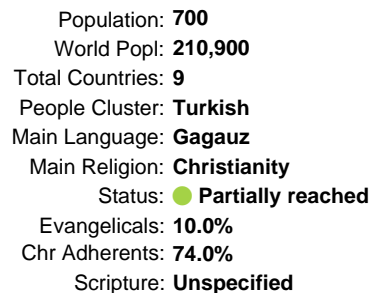 Population: 700
World Popl: 210,900
Total Countries: 9
People Cluster: Turkish
Main Language: Gagauz
Main Religion: Christianity
Status: Partially reached
Evangelicals: 10.0%
Chr Adherents: 74.0%
Scripture: Unspecified